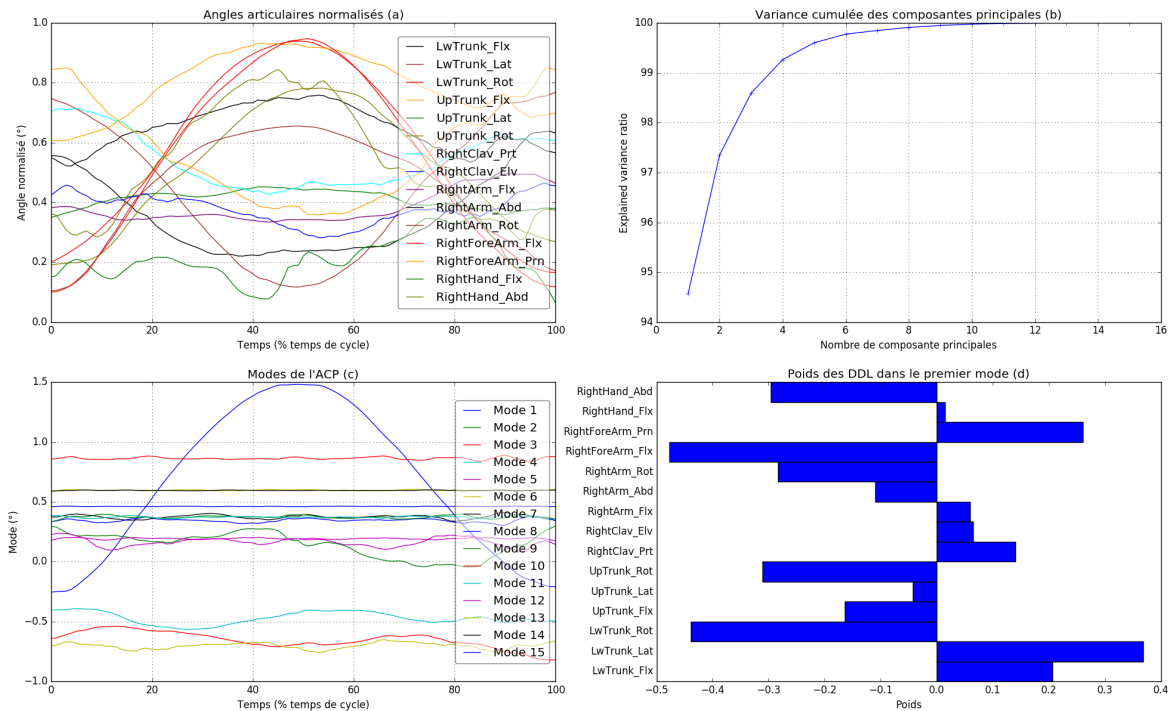 Angles articulaires normalisés (a)
Angle normalisé (°)
1.0
0.8
0.6
0.4
0.2
0.0
0
20
40
60
80
100
Temps (% temps de cycle)
LwTrunk_Flx
LwTrunk_Lat
LwTrunk_Rot
UpTrunk_Flx
UpTrunk_Lat
UpTrunk_Rot
RightClav_Prt
RightClav_Elv
RightArm_Flx
RightArm_Abd
RightArm_Rot
RightForeArm_Flx
RightForeArm_Prn
RightHand_Flx
RightHand_Abd
Variance cumulée des composantes principales (b)
Explained variance ratio
100
99
98
97
96
95
94
0
2
4
6
8
10
12
14
16
Nombre de composante principales
Modes de l'ACP (c)
Mode (°)
1.5
1.0
0.5
0.0
−0.5
−1.0
0
20
40
60
80
100
Temps (% temps de cycle)
Mode 1
Mode 2
Mode 3
Mode 4
Mode 5
Mode 6
Mode 7
Mode 8
Mode 9
Mode 10
Mode 11
Mode 12
Mode 13
Mode 14
Mode 15
Poids des DDL dans le premier mode (d)
RightHand_Abd
RightHand_Flx
RightForeArm_Prn
RightForeArm_Flx
RightArm_Rot
RightArm_Abd
RightArm_Flx
RightClav_Elv
RightClav_Prt
UpTrunk_Rot
UpTrunk_Lat
UpTrunk_Flx
LwTrunk_Rot
LwTrunk_Lat
LwTrunk_Flx
−0.5
−0.4
−0.3
−0.2
−0.1
0.0
0.1
0.2
0.3
0.4
Poids